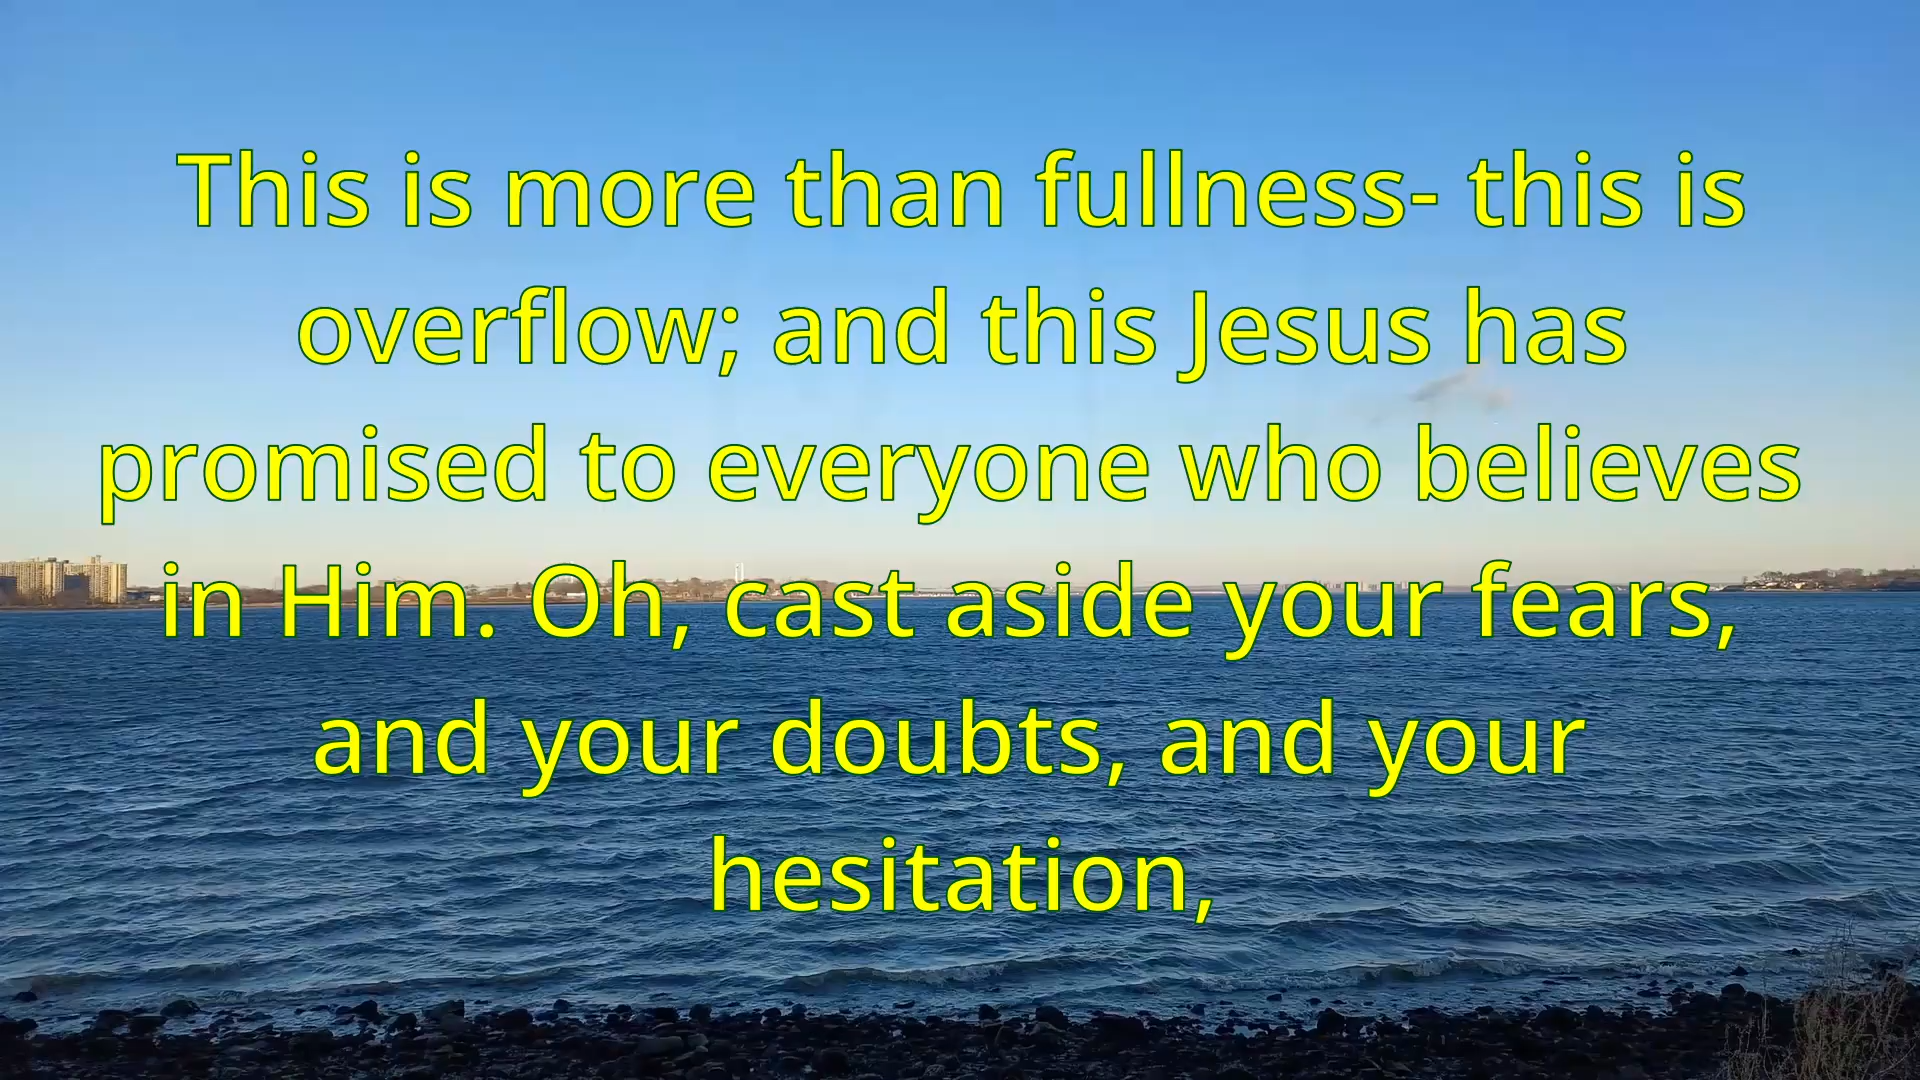 This is more than fullness- this is
overflow; and this Jesus has
promised to everyone who believes
in Him. Oh, cast aside your fears,
and your doubts, and your
hesitation,